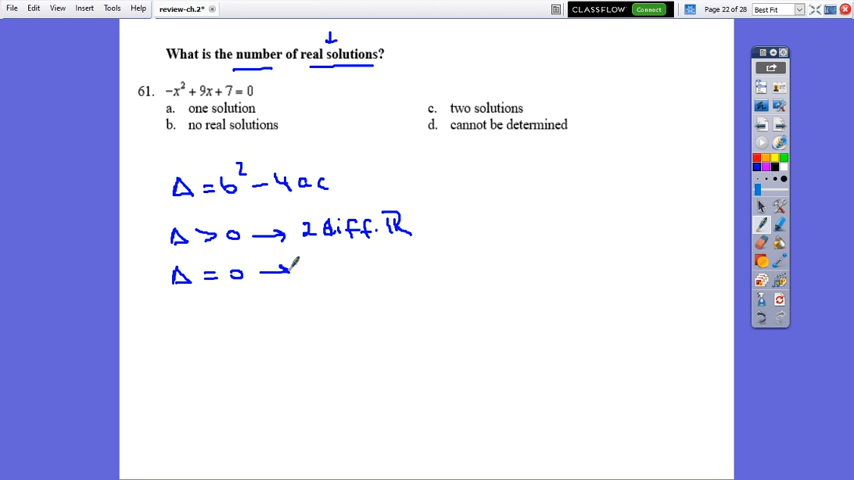 File Edit View Insert Tools Help CLASSFLOW Connect Page 22 of 28 Best Fit
review-ch.2*
What is the number of real solutions?
61. -x² + 9x + 7 = 0
a. one solution c. two solutions
b. no real solutions d. cannot be determined
Δ = b² - 4ac
Δ > 0 → 2 diff. ℝ
Δ = 0 →